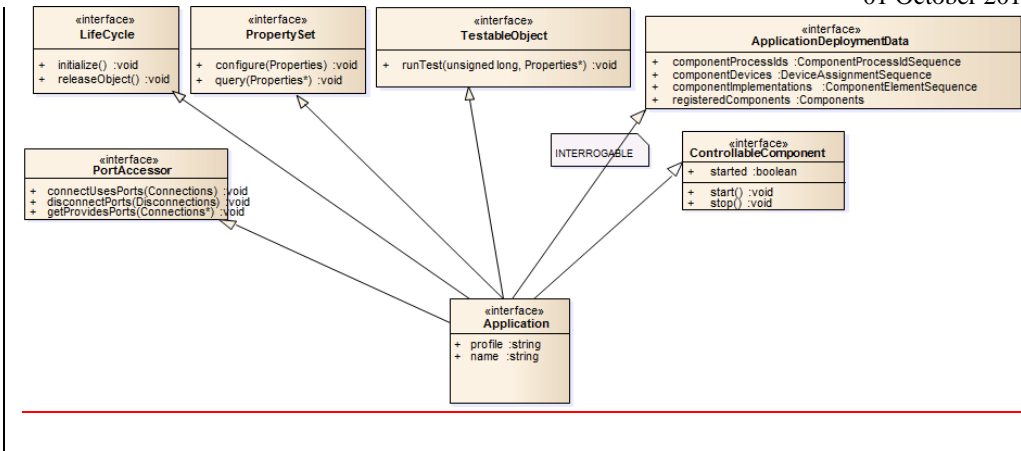 01 October 201
«interface»
LifeCycle
+ initialize() :void
+ releaseObject() :void
«interface»
PropertySet
+ configure(Properties) :void
+ query(Properties*) :void
«interface»
TestableObject
+ runTest(unsigned long, Properties*) :void
«interface»
ApplicationDeploymentData
+ componentProcessIds :ComponentProcessIdSequence
+ componentDevices :DeviceAssignmentSequence
+ componentImplementations :ComponentElementSequence
+ registeredComponents :Components
INTERROGABLE
«interface»
ControllableComponent
+ started :boolean
+ start() :void
+ stop() :void
«interface»
PortAccessor
+ connectUsesPorts(Connections) :void
+ disconnectPorts(Disconnections) :void
+ getProvidesPorts(Connections*) :void
«interface»
Application
+ profile :string
+ name :string